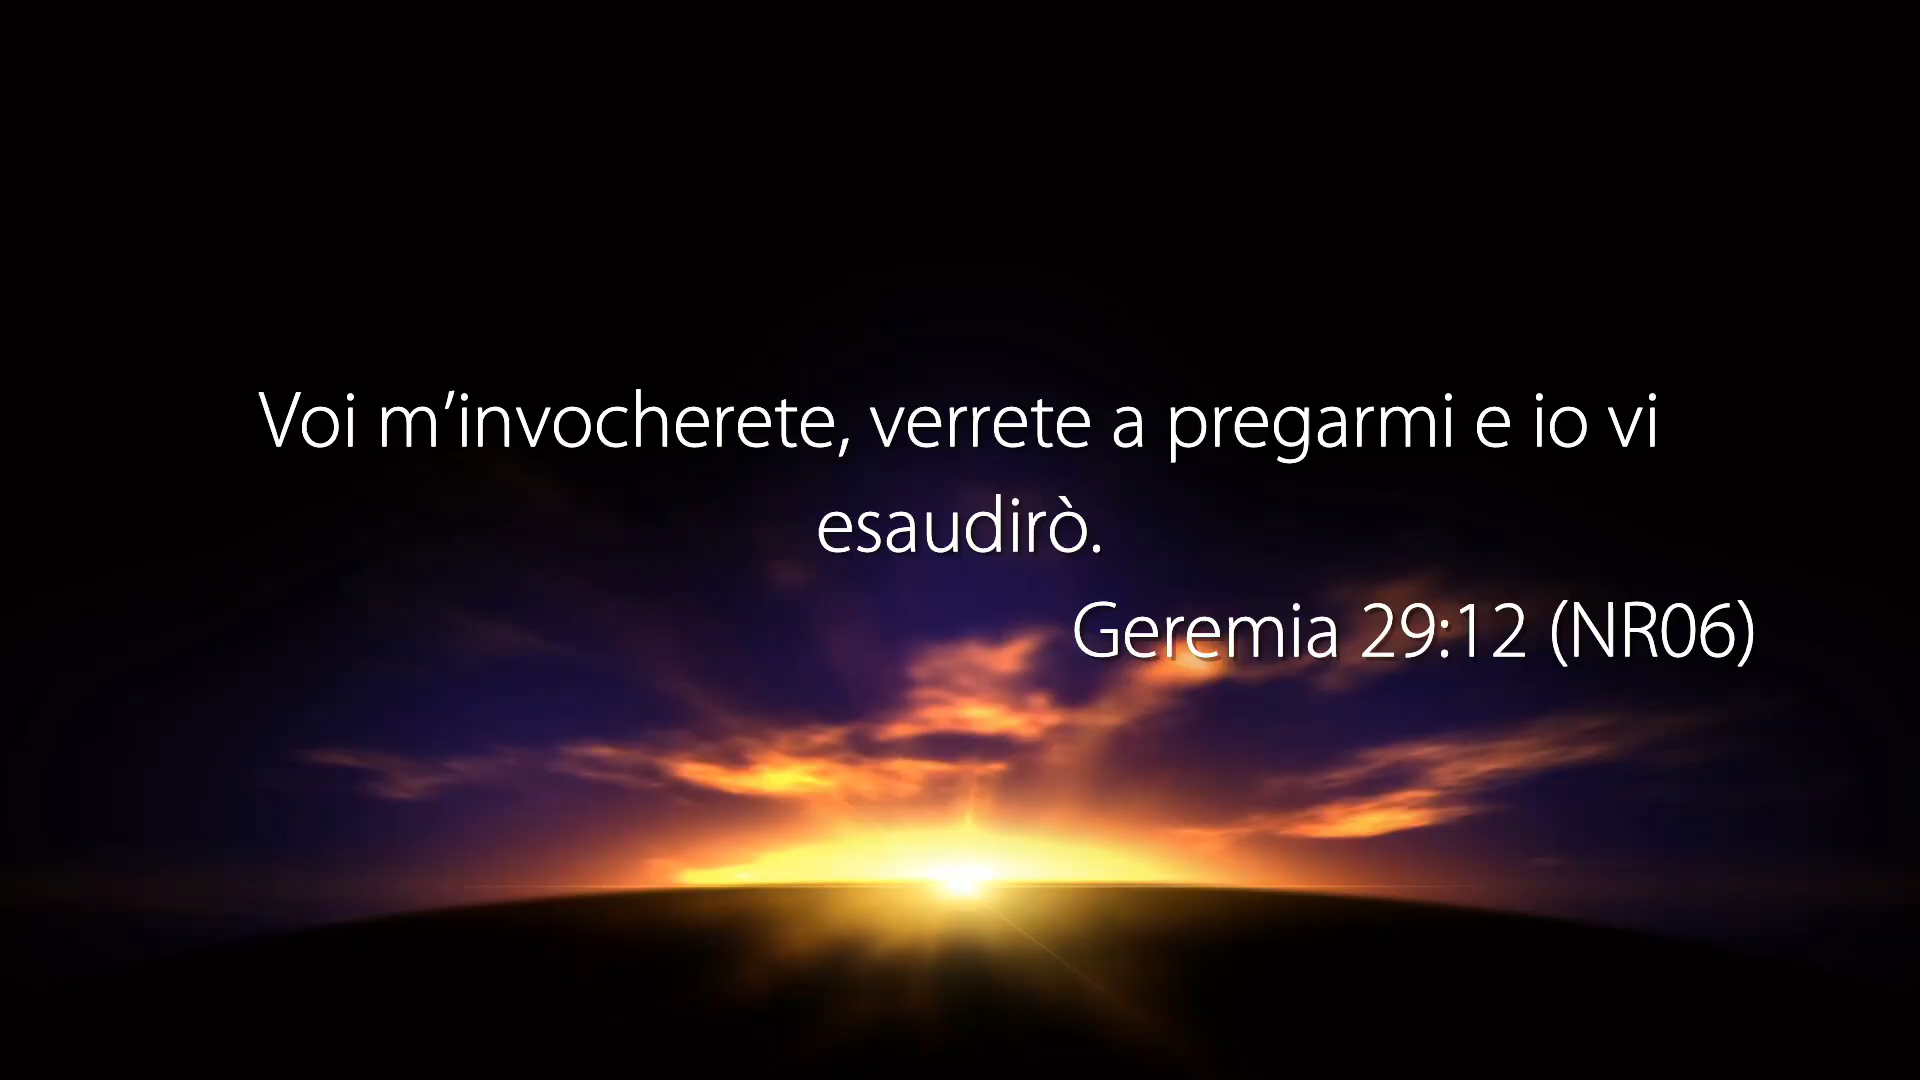 Voi m’invocherete, verrete a pregarmi e io vi
esaudirò.
Geremia 29:12 (NR06)